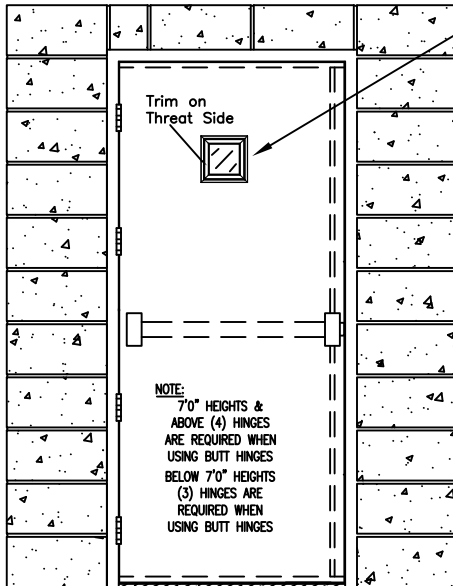 Trim on
Threat Side
NOTE:
7'0" HEIGHTS &
ABOVE (4) HINGES
ARE REQUIRED WHEN
USING BUTT HINGES
BELOW 7'0" HEIGHTS
(3) HINGES ARE
REQUIRED WHEN
USING BUTT HINGES